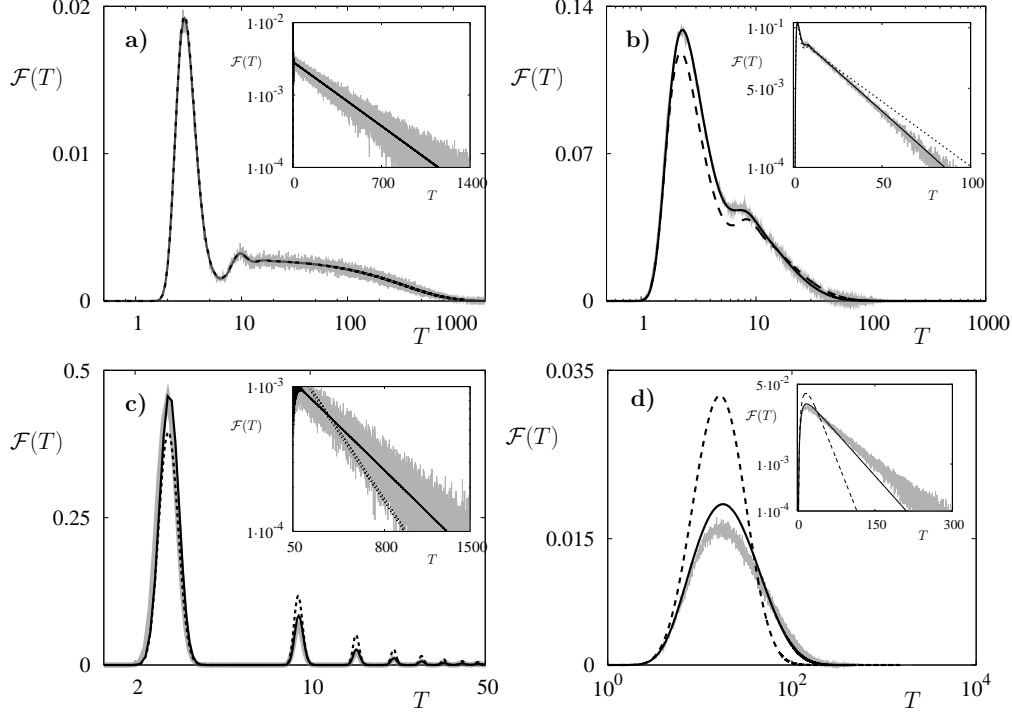 a)
0.02
0.01
0
F(T)
1 10 100 1000
T
1·10⁻²
1·10⁻³
1·10⁻⁴
F(T)
0 700 1400
T
b)
0.14
0.07
0
F(T)
1 10 100 1000
T
1·10⁻¹
5·10⁻³
1·10⁻⁴
F(T)
0 50 100
T
c)
0.5
0.25
0
F(T)
2 10 50
T
1·10⁻³
1·10⁻⁴
F(T)
50 800 1500
T
d)
0.035
0.015
0
F(T)
10⁰ 10² 10⁴
T
5·10⁻²
1·10⁻³
1·10⁻⁴
F(T)
0 150 300
T